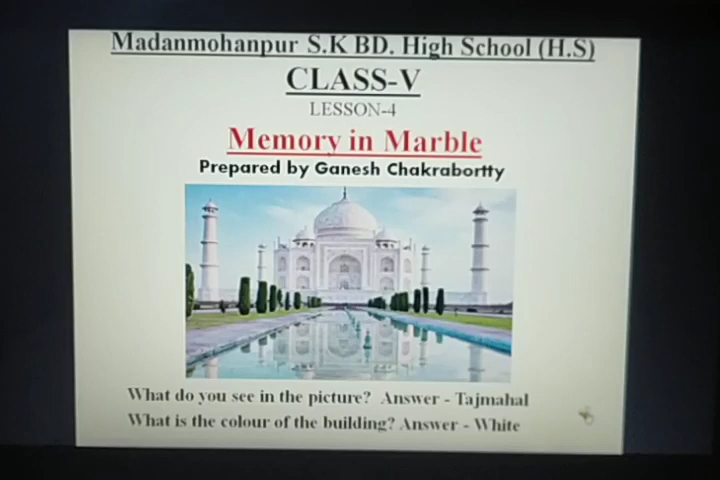 Madanmohanpur S.K BD. High School (H.S)
CLASS-V
LESSON-4
Memory in Marble
Prepared by Ganesh Chakrabortty
What do you see in the picture? Answer - Tajmahal
What is the colour of the building? Answer - White